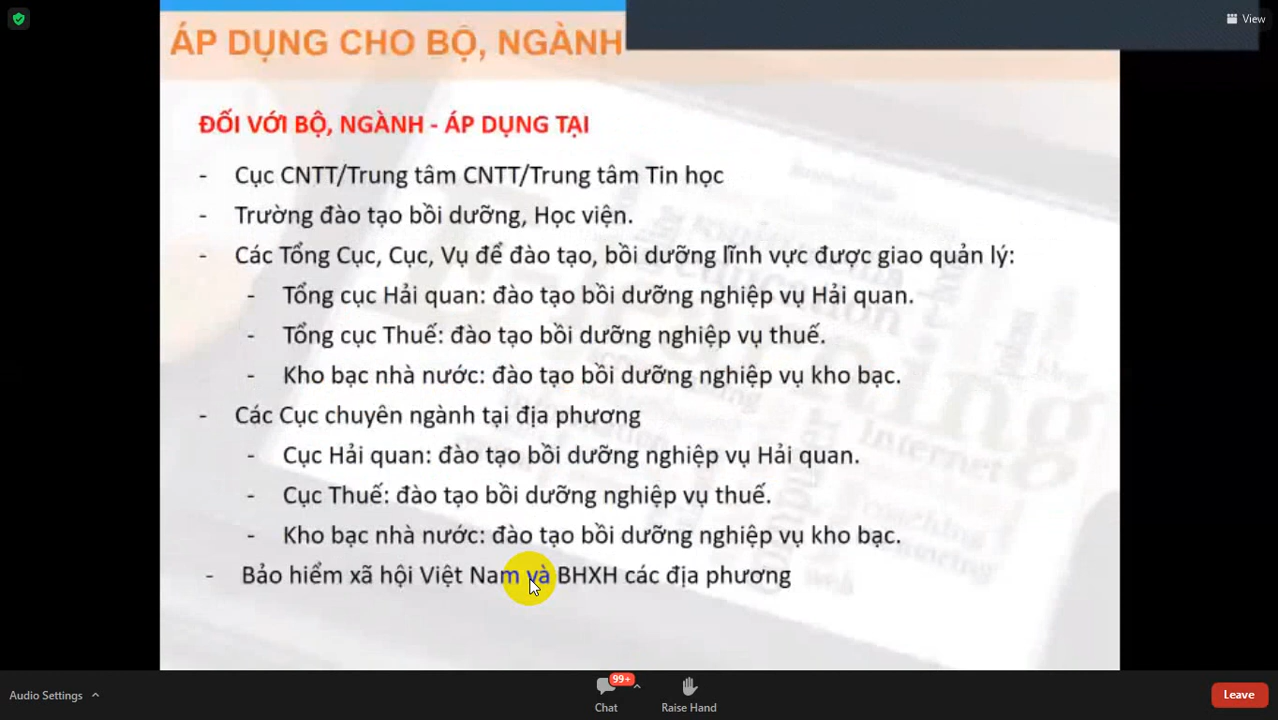 View
ÁP DỤNG CHO BỘ, NGÀNH
ĐỐI VỚI BỘ, NGÀNH - ÁP DỤNG TẠI
- Cục CNTT/Trung tâm CNTT/Trung tâm Tin học
- Trường đào tạo bồi dưỡng, Học viện.
- Các Tổng Cục, Cục, Vụ để đào tạo, bồi dưỡng lĩnh vực được giao quản lý:
- Tổng cục Hải quan: đào tạo bồi dưỡng nghiệp vụ Hải quan.
- Tổng cục Thuế: đào tạo bồi dưỡng nghiệp vụ thuế.
- Kho bạc nhà nước: đào tạo bồi dưỡng nghiệp vụ kho bạc.
- Các Cục chuyên ngành tại địa phương
- Cục Hải quan: đào tạo bồi dưỡng nghiệp vụ Hải quan.
- Cục Thuế: đào tạo bồi dưỡng nghiệp vụ thuế.
- Kho bạc nhà nước: đào tạo bồi dưỡng nghiệp vụ kho bạc.
- Bảo hiểm xã hội Việt Nam và BHXH các địa phương
Audio Settings
99+
Chat
Raise Hand
Leave